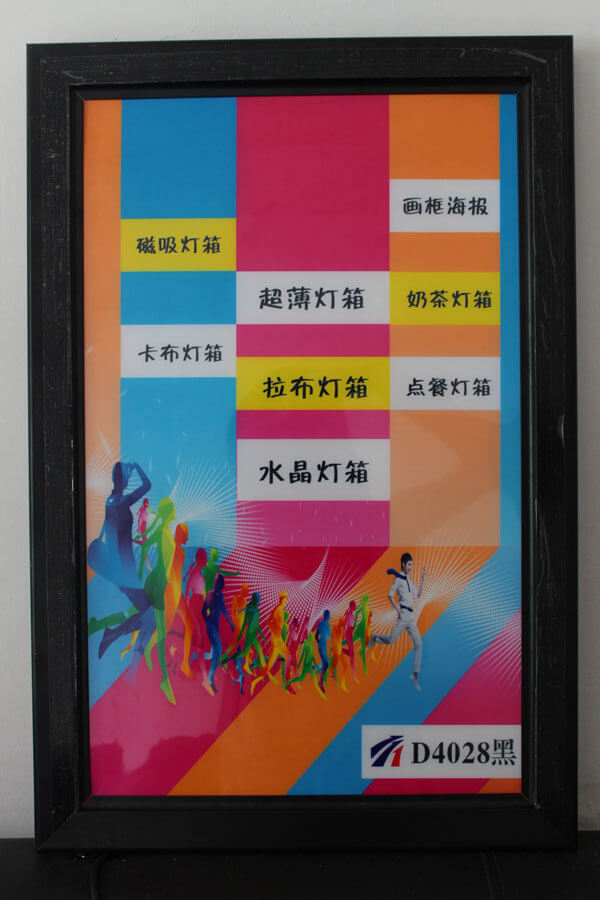 画框海报
磁吸灯箱
超薄灯箱
奶茶灯箱
卡布灯箱
拉布灯箱
点餐灯箱
水晶灯箱
D4028黑